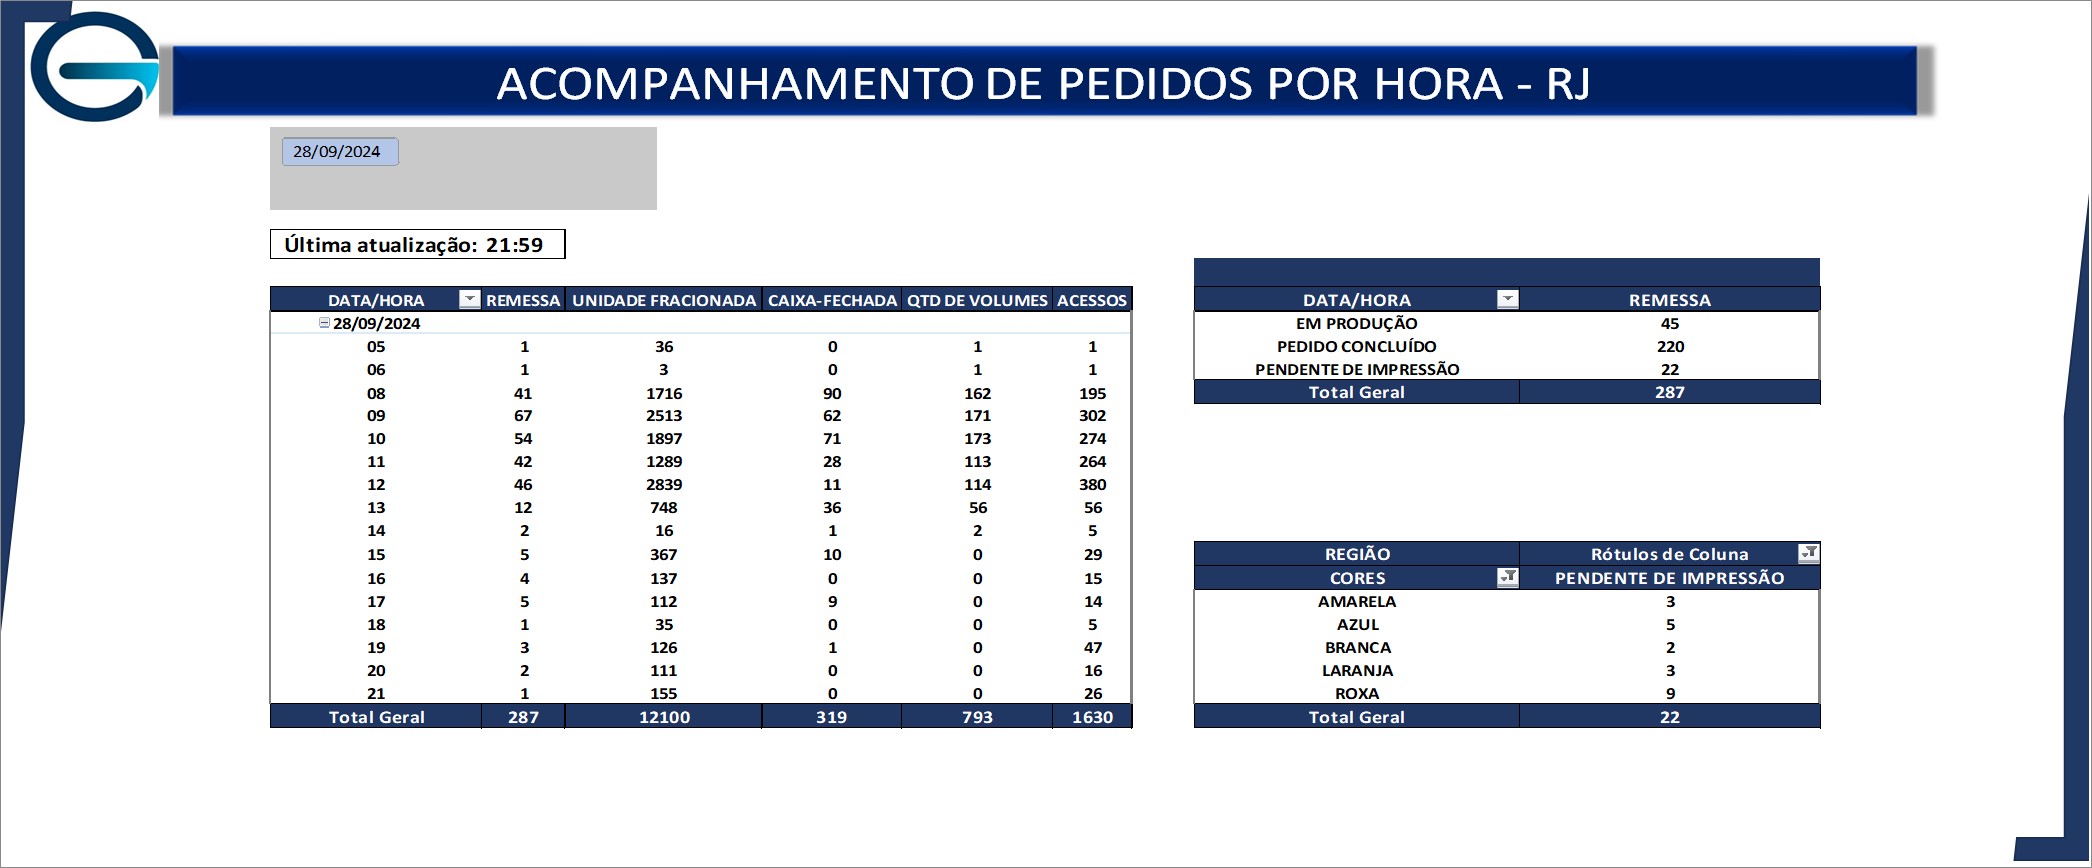 ACOMPANHAMENTO DE PEDIDOS POR HORA - RJ
28/09/2024
Última atualização: 21:59
DATA/HORA REMESSA UNIDADE FRACIONADA CAIXA-FECHADA QTD DE VOLUMES ACESSOS
28/09/2024
05 1 36 0 1 1
06 1 3 0 1 1
08 41 1716 90 162 195
09 67 2513 62 171 302
10 54 1897 71 173 274
11 42 1289 28 113 264
12 46 2839 11 114 380
13 12 748 36 56 56
14 2 16 1 2 5
15 5 367 10 0 29
16 4 137 0 0 15
17 5 112 9 0 14
18 1 35 0 0 5
19 3 126 1 0 47
20 2 111 0 0 16
21 1 155 0 0 26
Total Geral 287 12100 319 793 1630
DATA/HORA REMESSA
EM PRODUÇÃO 45
PEDIDO CONCLUÍDO 220
PENDENTE DE IMPRESSÃO 22
Total Geral 287
REGIÃO Rótulos de Coluna
CORES PENDENTE DE IMPRESSÃO
AMARELA 3
AZUL 5
BRANCA 2
LARANJA 3
ROXA 9
Total Geral 22